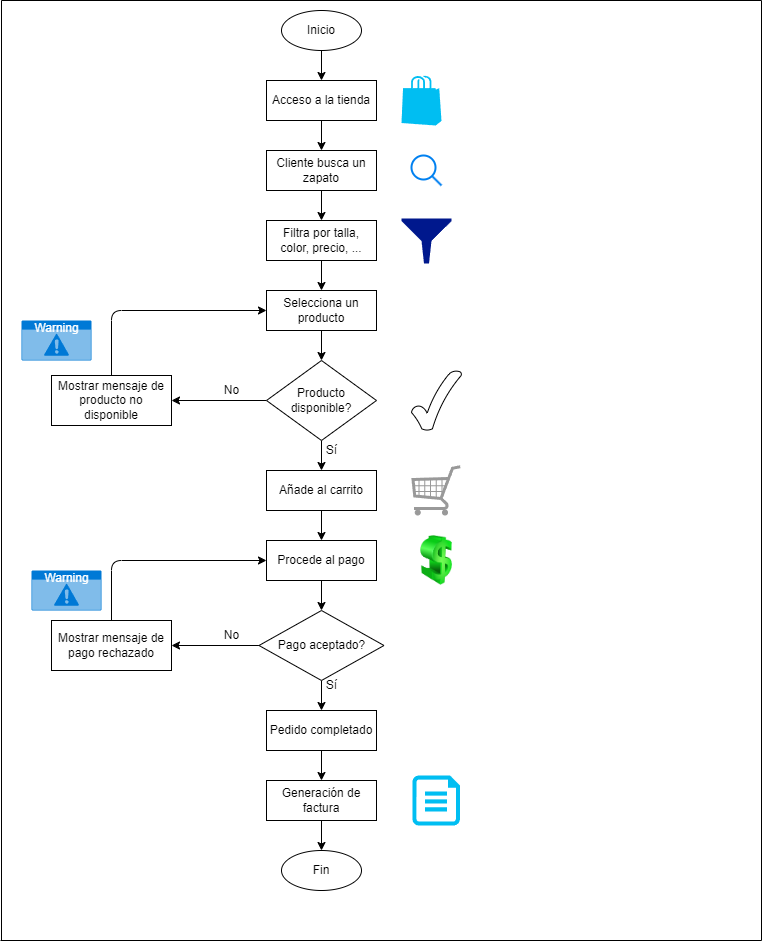 Inicio
Acceso a la tienda
Cliente busca un
zapato
Filtra por talla,
color, precio, ...
Selecciona un
producto
Warning
Mostrar mensaje de
producto no
disponible
No
Producto
disponible?
Sí
Añade al carrito
Procede al pago
Warning
Mostrar mensaje de
pago rechazado
No
Pago aceptado?
Sí
Pedido completado
Generación de
factura
Fin